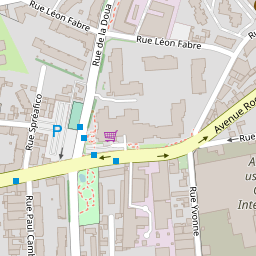 Rue Léon Fabre
Rue de la Doua
Rue Léon Fabre
Rue Spréafico
P
Avenue Ro
Rue
A
us
C
Inte
Rue Yvonne
Rue Paul Camb